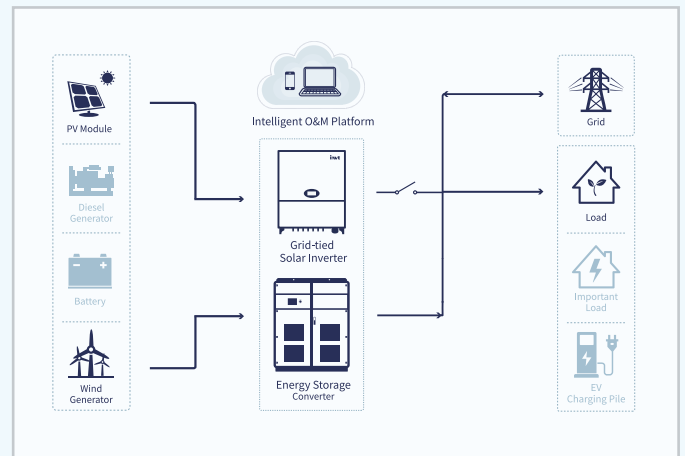 PV Module
Diesel
Generator
Battery
Wind
Generator
Intelligent O&M Platform
Grid-tied
Solar Inverter
Energy Storage
Converter
Grid
Load
Important
Load
EV
Charging Pile